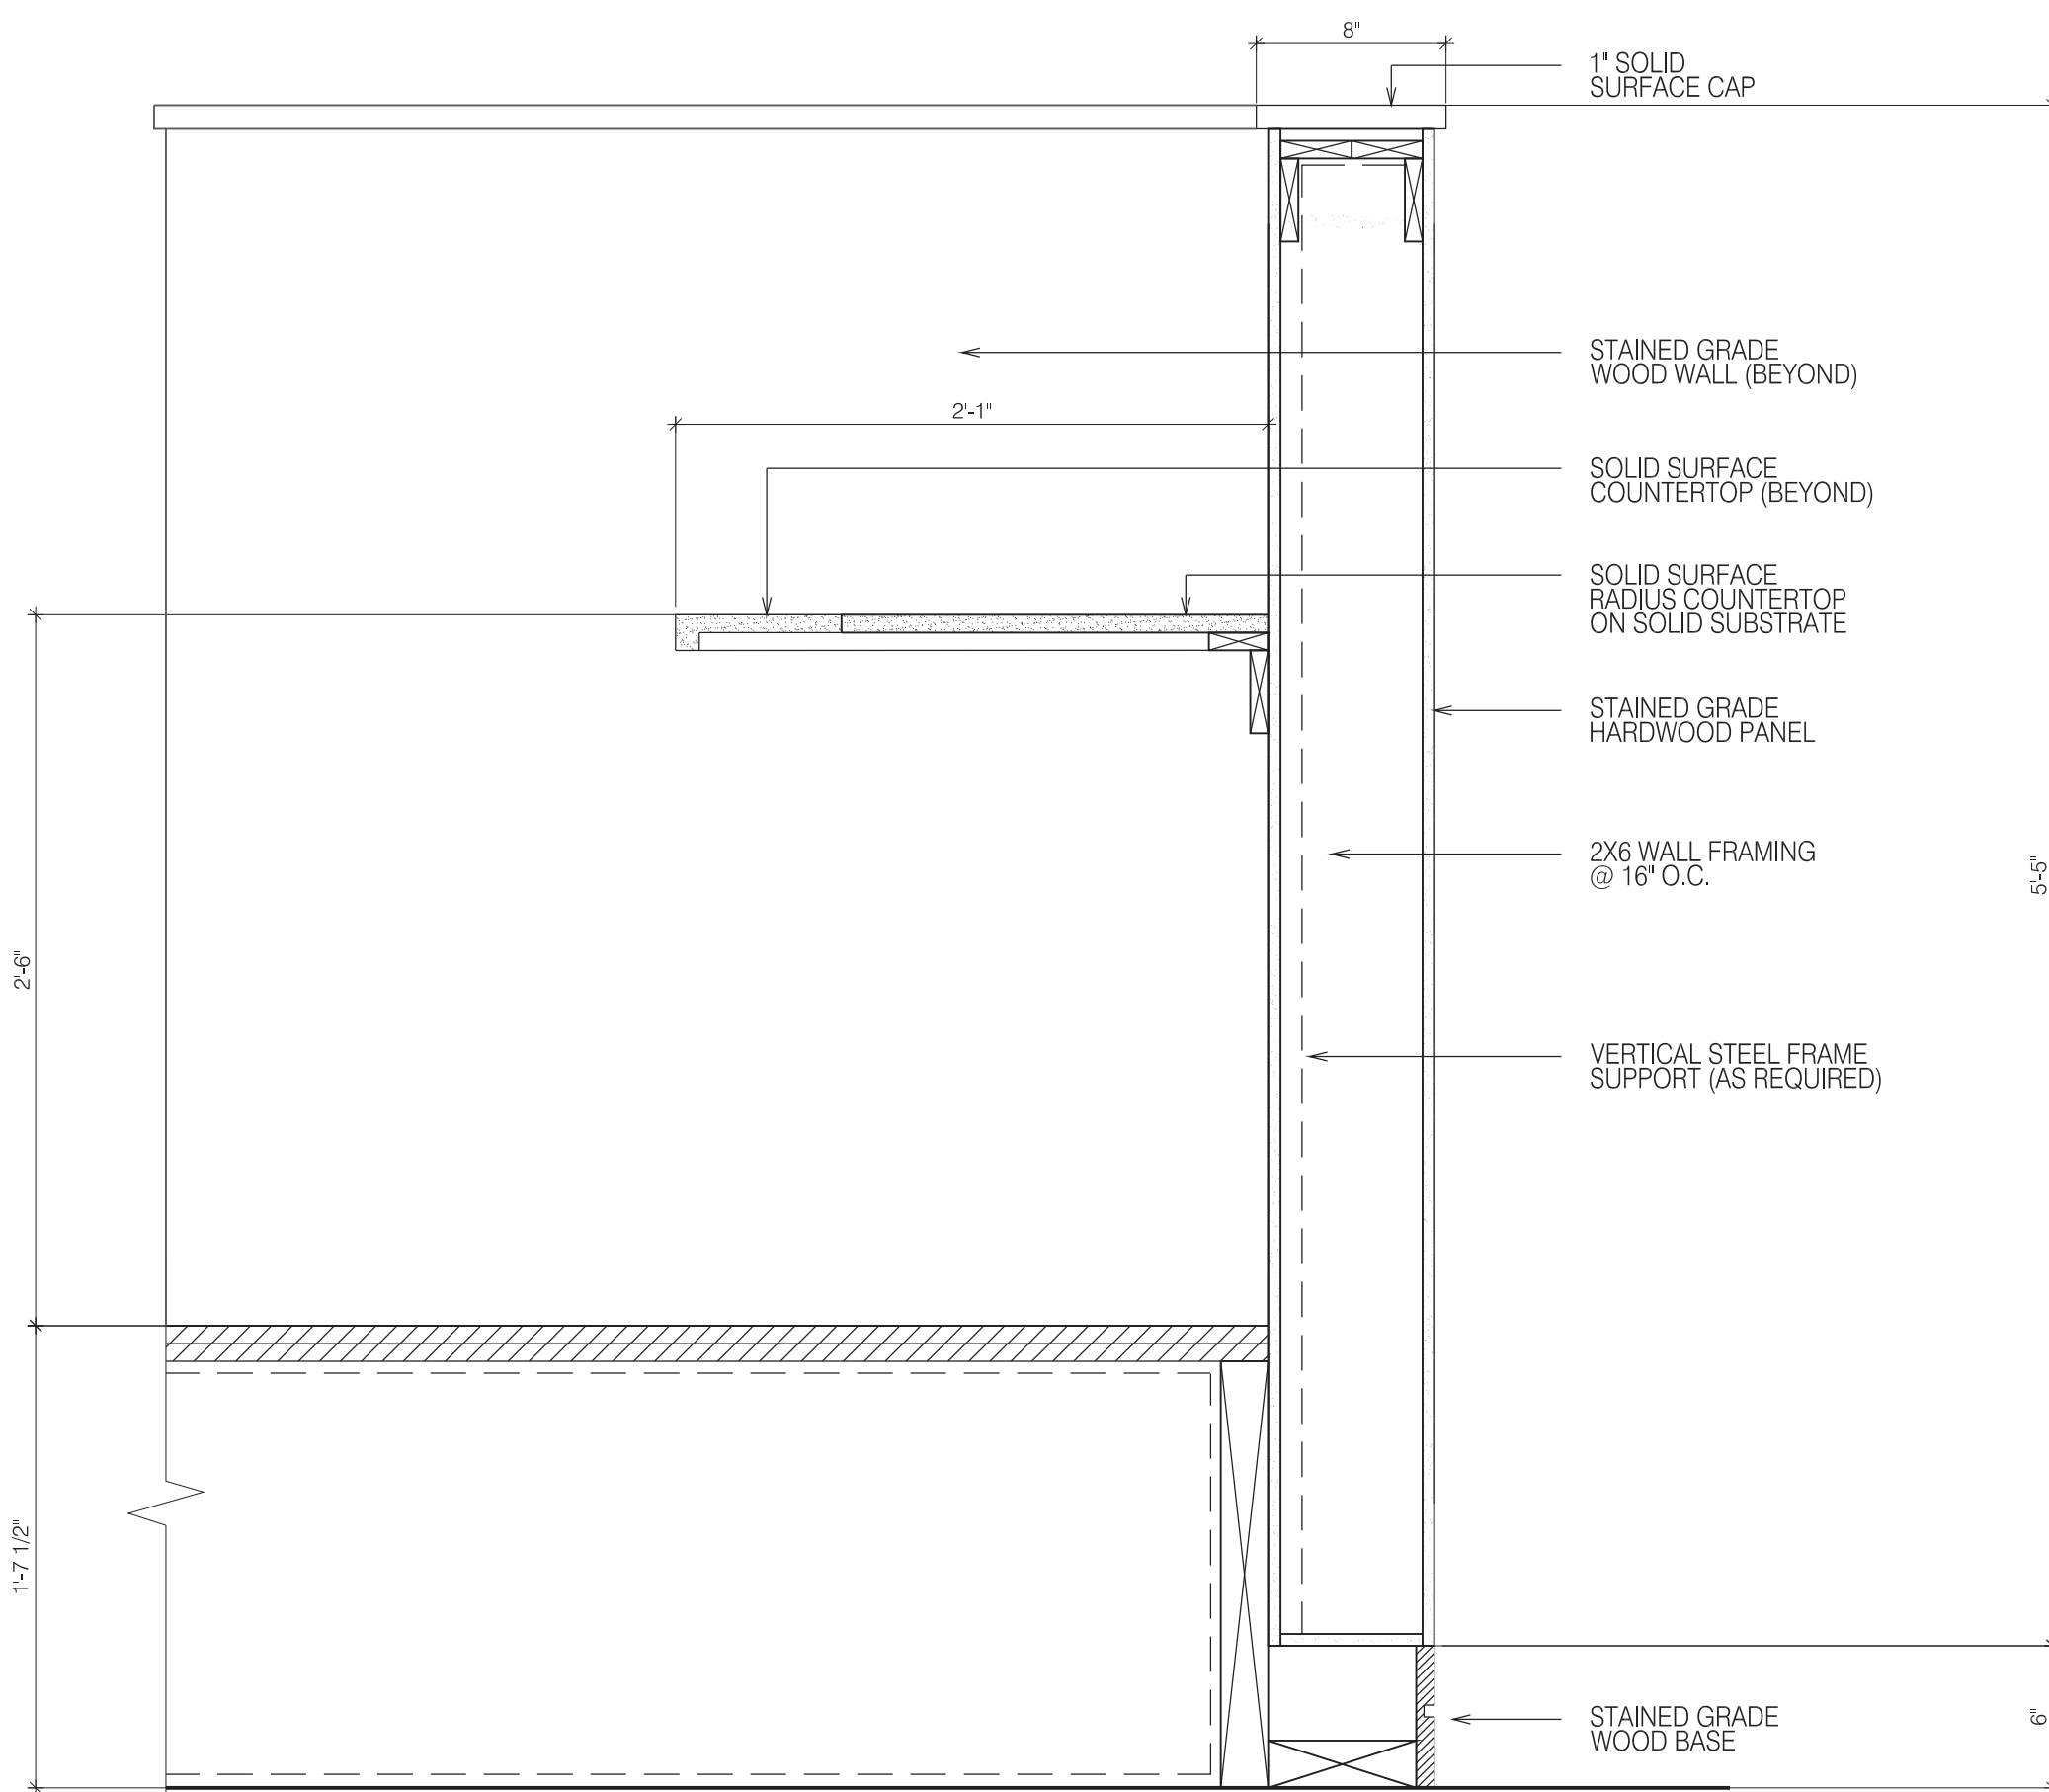 8"
1" SOLID
SURFACE CAP
STAINED GRADE
WOOD WALL (BEYOND)
2'-1"
SOLID SURFACE
COUNTERTOP (BEYOND)
SOLID SURFACE
RADIUS COUNTERTOP
ON SOLID SUBSTRATE
STAINED GRADE
HARDWOOD PANEL
2X6 WALL FRAMING
@ 16" O.C.
5'-5"
2'-6"
VERTICAL STEEL FRAME
SUPPORT (AS REQUIRED)
1'-7 1/2"
STAINED GRADE
WOOD BASE
6"